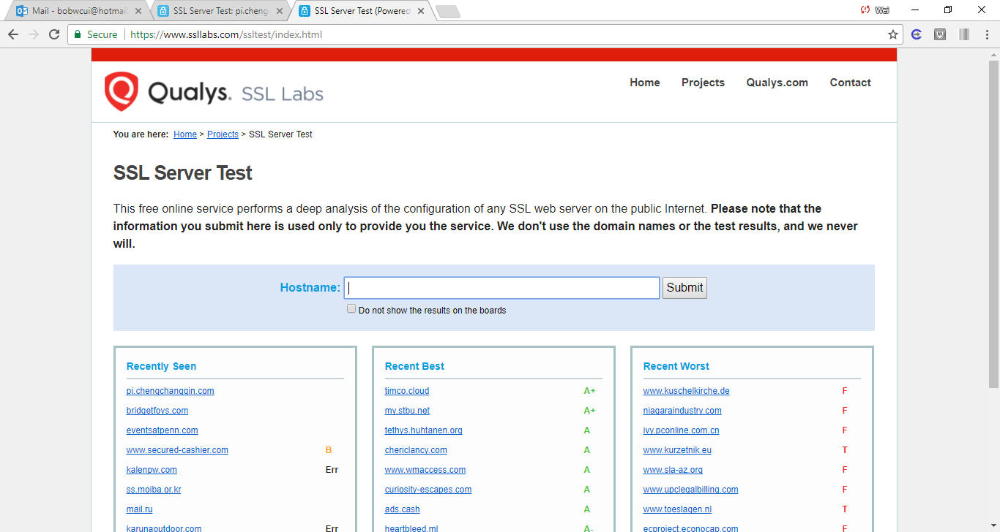 Mail - bobwcui@hotmail
SSL Server Test: pi.cheng
SSL Server Test (Powered
Wei
Secure
https://www.ssllabs.com/ssltest/index.html
Qualys. SSL Labs
Home Projects Qualys.com Contact
You are here: Home > Projects > SSL Server Test
SSL Server Test
This free online service performs a deep analysis of the configuration of any SSL web server on the public Internet. Please note that the
information you submit here is used only to provide you the service. We don't use the domain names or the test results, and we never
will.
Hostname: Submit
Do not show the results on the boards
Recently Seen
pi.chengchangqin.com
bridgetfoys.com
eventsatpenn.com
www.secured-cashier.com B
kalenpw.com Err
ss.moiba.or.kr
mail.ru
karunaoutdoor.com Err
Recent Best
timco.cloud A+
my.stbu.net A+
tethys.huhtanen.org A
chericlancy.com A
www.wmaccess.com A
curiosity-escapes.com A
ads.cash A
heartbleed.ml A-
Recent Worst
www.kuschelkirche.de F
niagaraindustry.com F
ivy.pconline.com.cn F
www.kurzetnik.eu T
www.sla-az.org F
www.upclegalbilling.com F
www.toeslagen.nl T
ecproject.econocap.com F